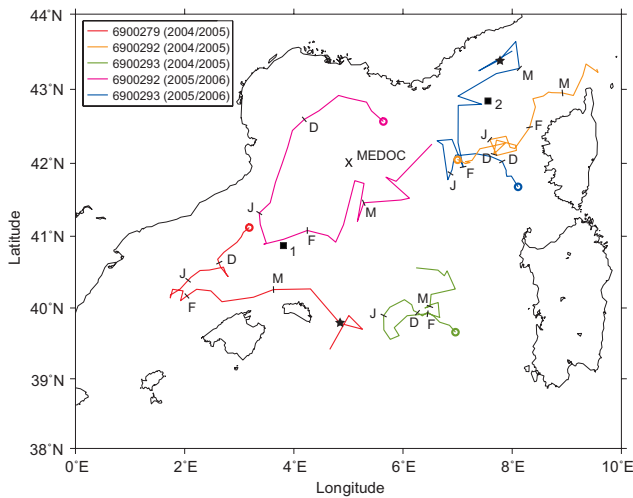 44°N
6900279 (2004/2005)
6900292 (2004/2005)
6900293 (2004/2005)
6900292 (2005/2006)
6900293 (2005/2006)
M
M
43°N
2
D
F
J
D D
42°N
MEDOC
F
J
J
M
F
41°N
1
D
J
M
M
F
J
D F
40°N
39°N
38°N
0°E
2°E
4°E
6°E
8°E
10°E
Latitude
Longitude